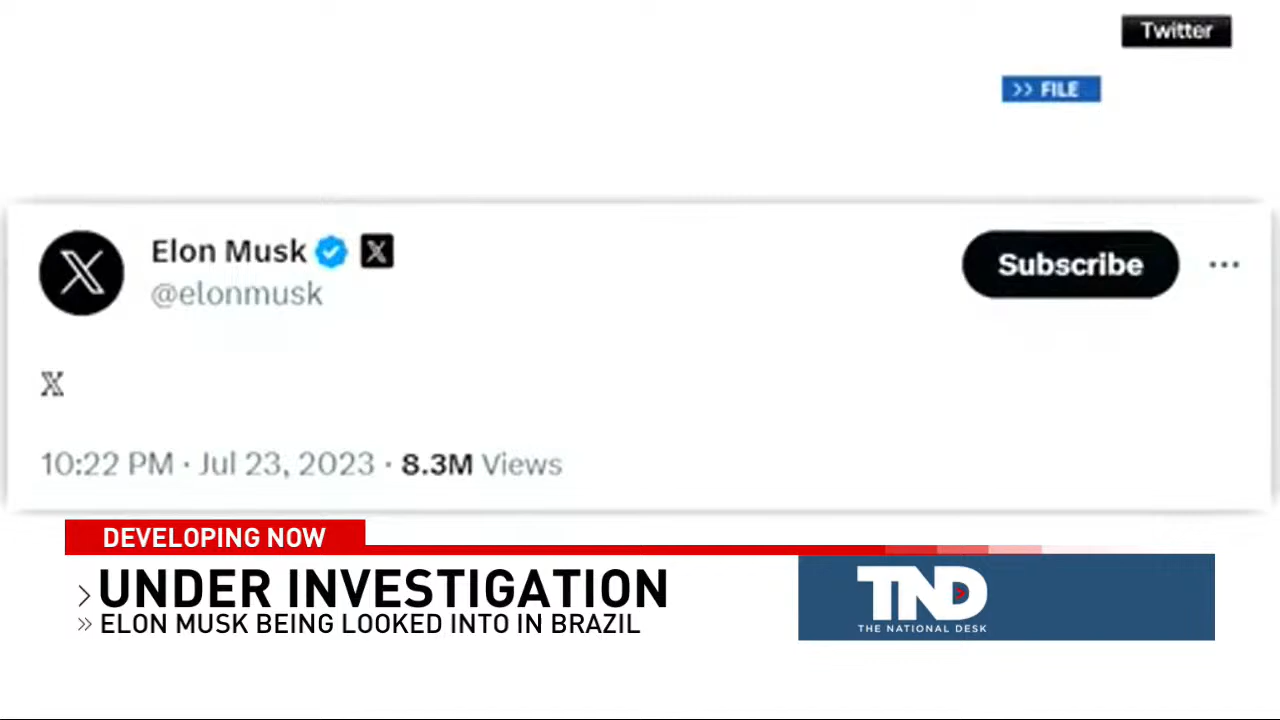 Twitter
>> FILE
Elon Musk
@elonmusk
Subscribe
𝕏
10:22 PM · Jul 23, 2023 · 8.3M Views
DEVELOPING NOW
> UNDER INVESTIGATION
>> ELON MUSK BEING LOOKED INTO IN BRAZIL
TND
THE NATIONAL DESK